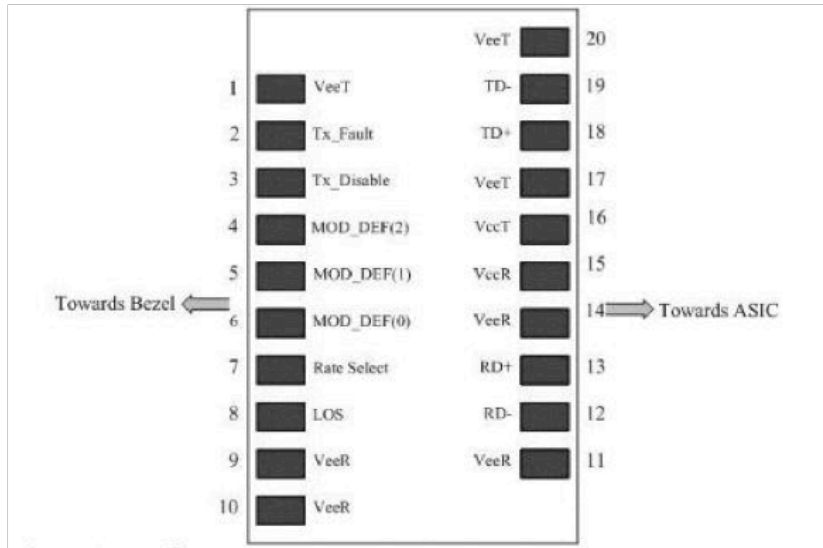 VeeT 20
1 VeeT TD- 19
2 Tx_Fault TD+ 18
3 Tx_Disable VeeT 17
4 MOD_DEF(2) VccT 16
5 MOD_DEF(1) VccR 15
Towards Bezel
6 MOD_DEF(0) VeeR 14 Towards ASIC
7 Rate Select RD+ 13
8 LOS RD- 12
9 VeeR VeeR 11
10 VeeR